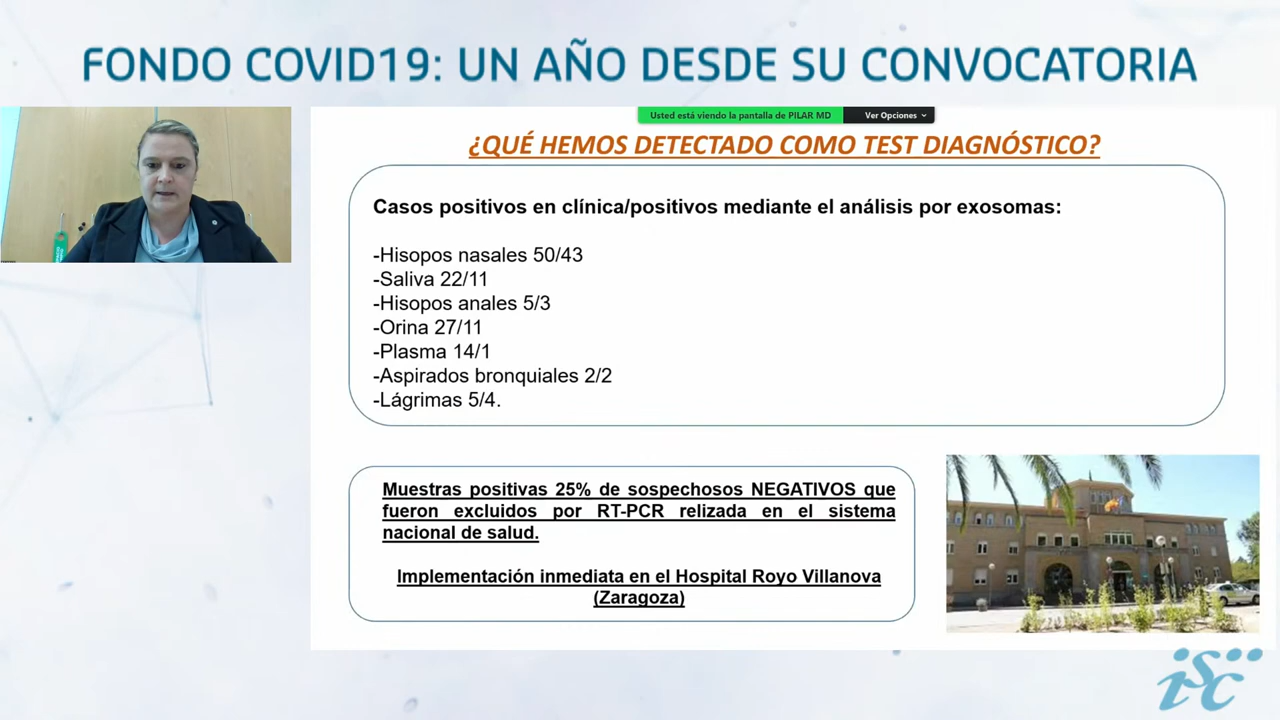 FONDO COVID19: UN AÑO DESDE SU CONVOCATORIA
Usted está viendo la pantalla de PILAR MD
Ver Opciones
¿QUÉ HEMOS DETECTADO COMO TEST DIAGNÓSTICO?
Casos positivos en clínica/positivos mediante el análisis por exosomas:
-Hisopos nasales 50/43
-Saliva 22/11
-Hisopos anales 5/3
-Orina 27/11
-Plasma 14/1
-Aspirados bronquiales 2/2
-Lágrimas 5/4.
Muestras positivas 25% de sospechosos NEGATIVOS que
fueron excluidos por RT-PCR relizada en el sistema
nacional de salud.
Implementación inmediata en el Hospital Royo Villanova
(Zaragoza)
isc